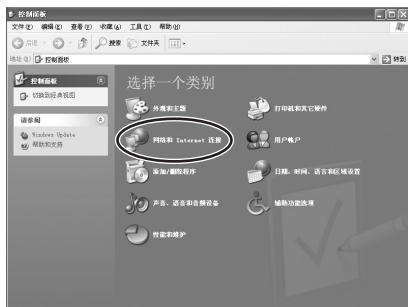 控制面板
文件(F) 编辑(E) 查看(V) 收藏(A) 工具(T) 帮助(H)
后退 搜索 文件夹
地址(D) 控制面板 转到
控制面板
切换到经典视图
请参阅
Windows Update
帮助和支持
选择一个类别
外观和主题
打印机和其它硬件
网络和 Internet 连接
用户帐户
添加/删除程序
日期、时间、语言和区域设置
声音、语音和音频设备
辅助功能选项
性能和维护